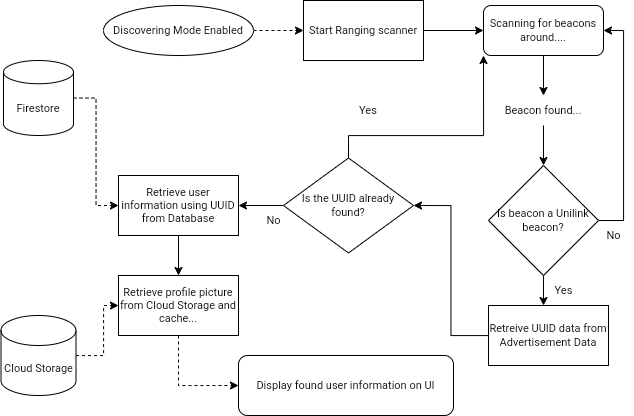 Discovering Mode Enabled
Start Ranging scanner
Scanning for beacons
around....
Firestore
Yes
Beacon found...
Retrieve user
information using UUID
from Database
Is the UUID already
found?
No
Is beacon a Unilink
beacon?
No
Yes
Retrieve profile picture
from Cloud Storage and
cache...
Retreive UUID data from
Advertisement Data
Cloud Storage
Display found user information on UI